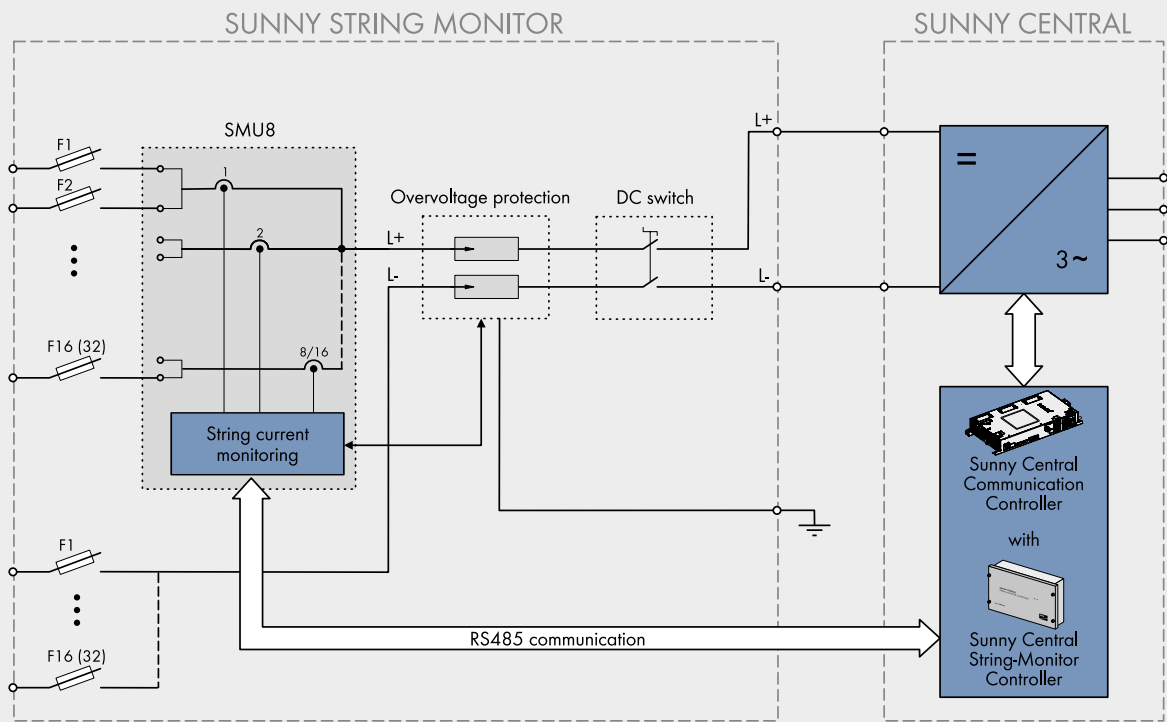 SUNNY STRING MONITOR
SUNNY CENTRAL
SMU8
F1
F2
F16 (32)
1
2
8/16
String current
monitoring
Overvoltage protection
DC switch
L+
L-
L+
L-
=
3~
F1
F16 (32)
RS485 communication
Sunny Central
Communication
Controller
with
Sunny Central
String-Monitor
Controller